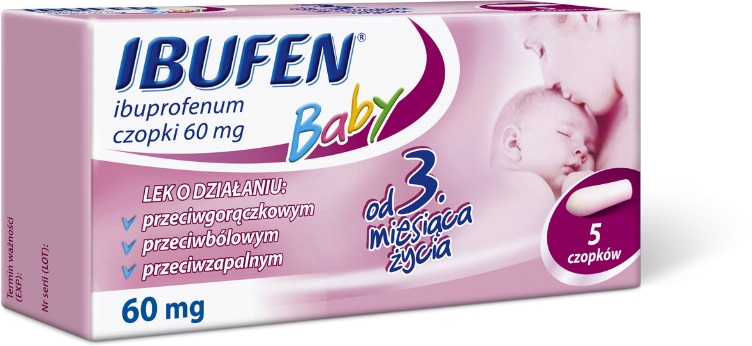 IBUFEN®
ibuprofenum
czopki 60 mg
Baby
LEK O DZIAŁANIU:
przeciwgorączkowym
przeciwbólowym
przeciwzapalnym
od 3.
miesiąca
życia
5
czopków
60 mg
Termin ważności
(EXP):
Nr serii (LOT):